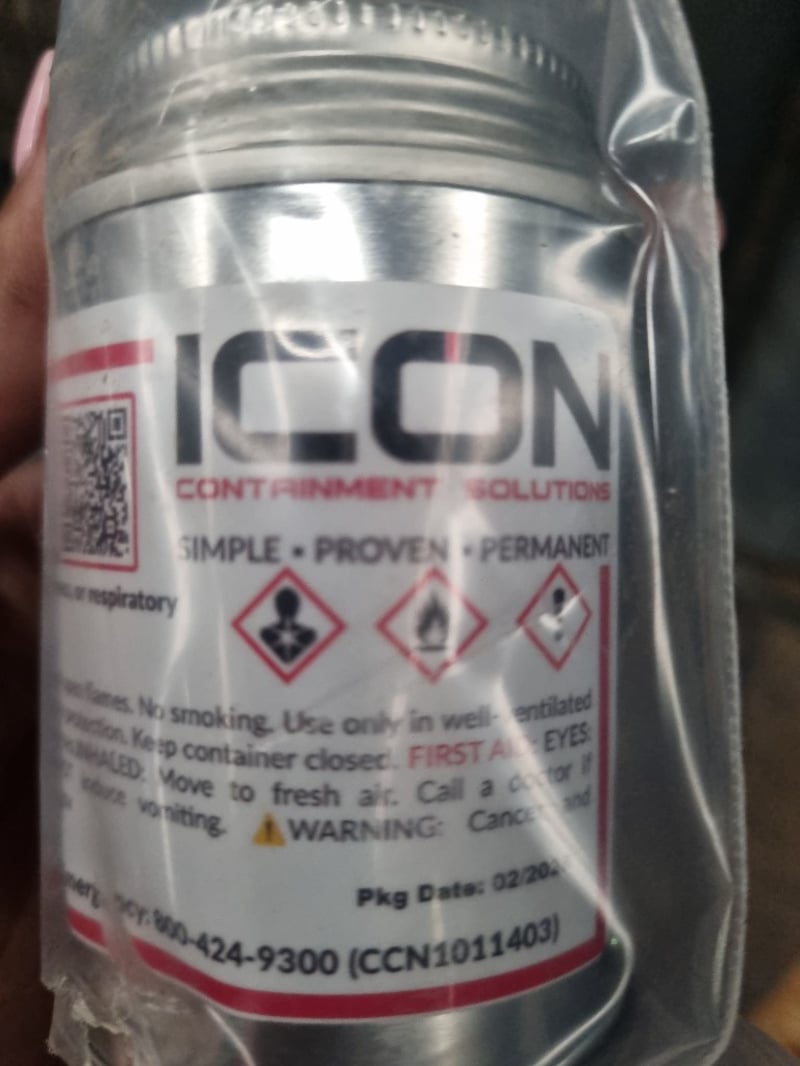 ICON
CONTAINMENT SOLUTIONS
SIMPLE • PROVEN • PERMANENT
or respiratory
flames. No smoking. Use only in well-ventilated
protection. Keep container closed. FIRST AID: EYES:
INHALED: Move to fresh air. Call a doctor if
induce vomiting. ⚠WARNING: Cancer and
Pkg Date: 02/202
800-424-9300 (CCN1011403)